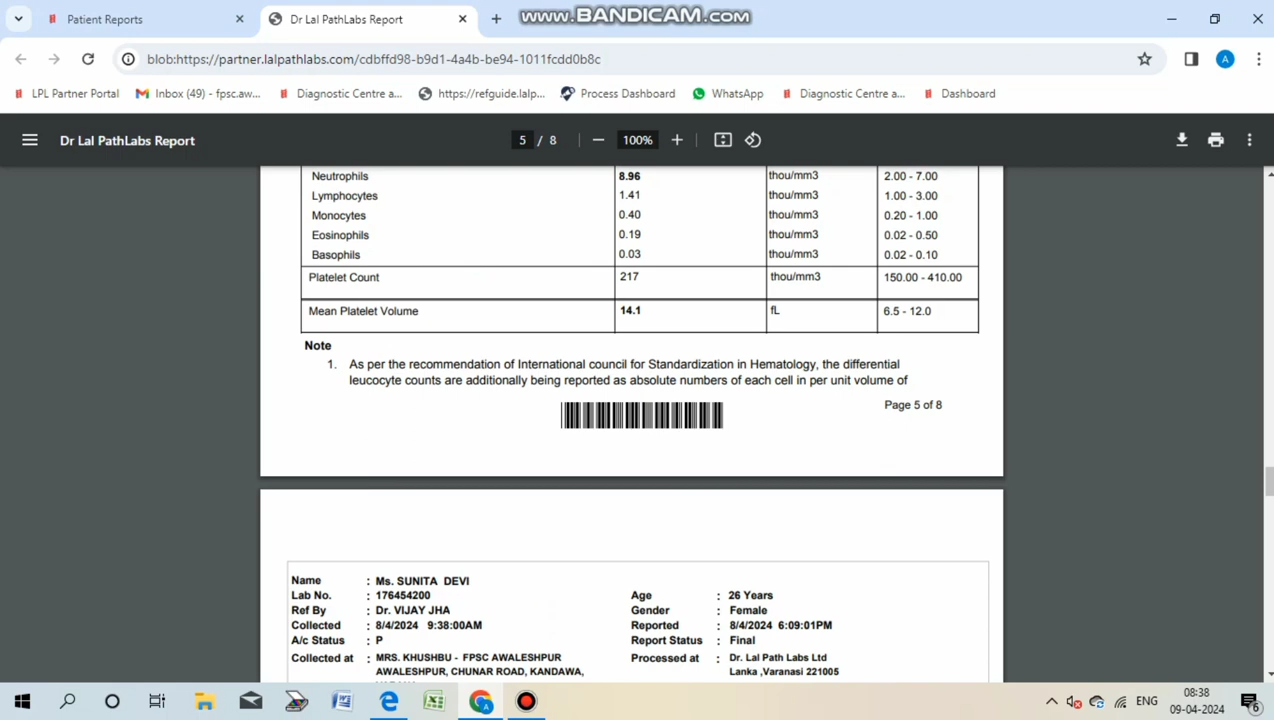 Patient Reports
Dr Lal PathLabs Report
www.BANDICAM.com
blob:https://partner.lalpathlabs.com/cdbffd98-b9d1-4a4b-be94-1011fcdd0b8c
LPL Partner Portal
Inbox (49) - fpsc.aw...
Diagnostic Centre a...
https://refguide.lalp...
Process Dashboard
WhatsApp
Diagnostic Centre a...
Dashboard
Dr Lal PathLabs Report
5 / 8
100%
Neutrophils 8.96 thou/mm3 2.00 - 7.00
Lymphocytes 1.41 thou/mm3 1.00 - 3.00
Monocytes 0.40 thou/mm3 0.20 - 1.00
Eosinophils 0.19 thou/mm3 0.02 - 0.50
Basophils 0.03 thou/mm3 0.02 - 0.10
Platelet Count 217 thou/mm3 150.00 - 410.00
Mean Platelet Volume 14.1 fL 6.5 - 12.0
Note
1. As per the recommendation of International council for Standardization in Hematology, the differential
leucocyte counts are additionally being reported as absolute numbers of each cell in per unit volume of
Page 5 of 8
Name : Ms. SUNITA DEVI
Lab No. : 176454200 Age : 26 Years
Ref By : Dr. VIJAY JHA Gender : Female
Collected : 8/4/2024 9:38:00AM Reported : 8/4/2024 6:09:01PM
A/c Status : P Report Status : Final
Collected at : MRS. KHUSHBU - FPSC AWALESHPUR Processed at : Dr. Lal Path Labs Ltd
AWALESHPUR, CHUNAR ROAD, KANDAWA, Lanka ,Varanasi 221005
ENG
08:38
09-04-2024